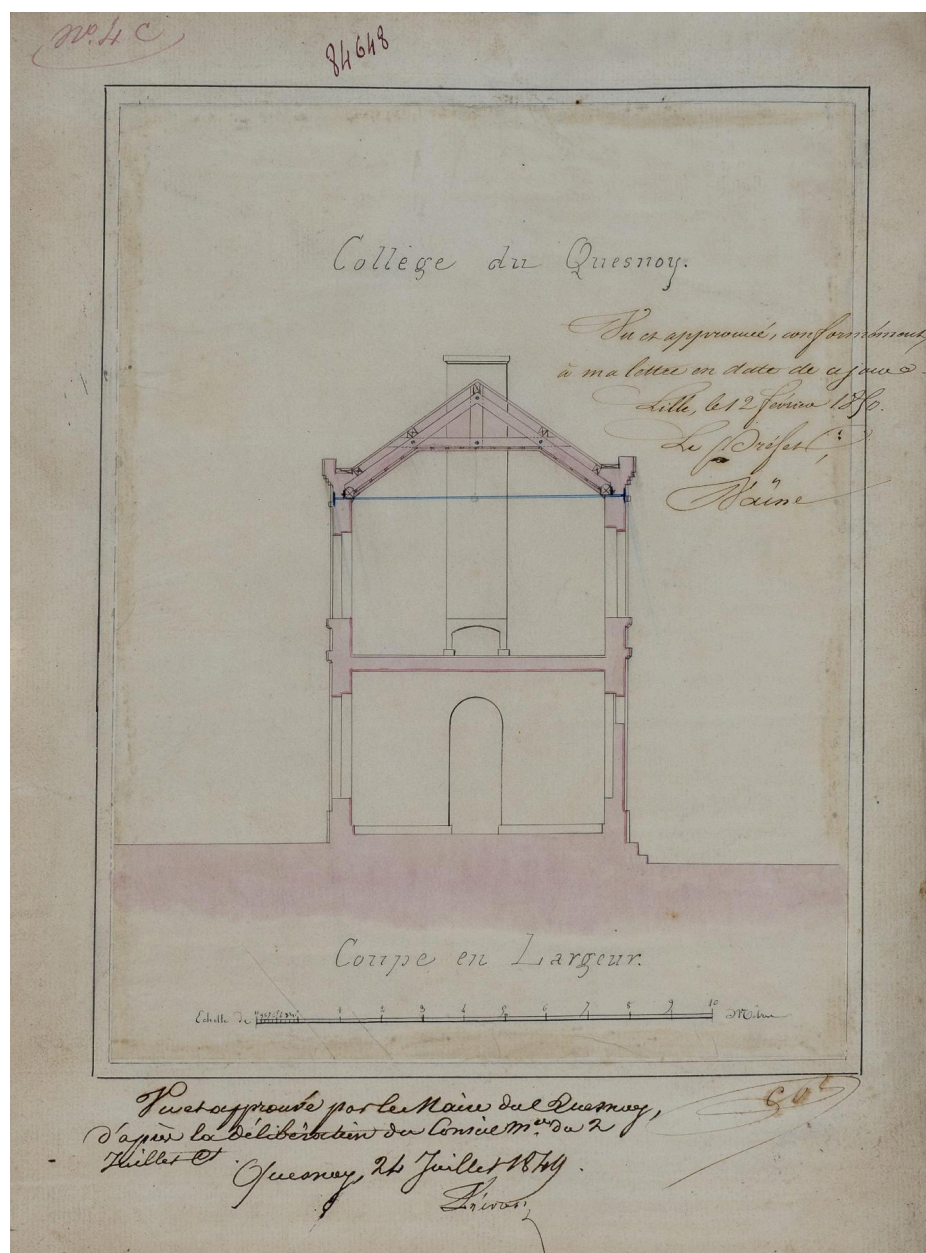 No. 4 C
84648
Collège du Quesnoy.
Vu et approuvé, conformément
à ma lettre en date de ce jour
Lille, le 12 février 1850.
Le Préfet,
Coupe en Largeur.
Echelle de
1 2 3 4 5 6 7 8 9 10 Mètres
Vu et approuvé par le Maire du Quesnoy,
d'après la délibération du Conseil m.al du 2
Juillet Ct
Quesnoy, 24 Juillet 1849.